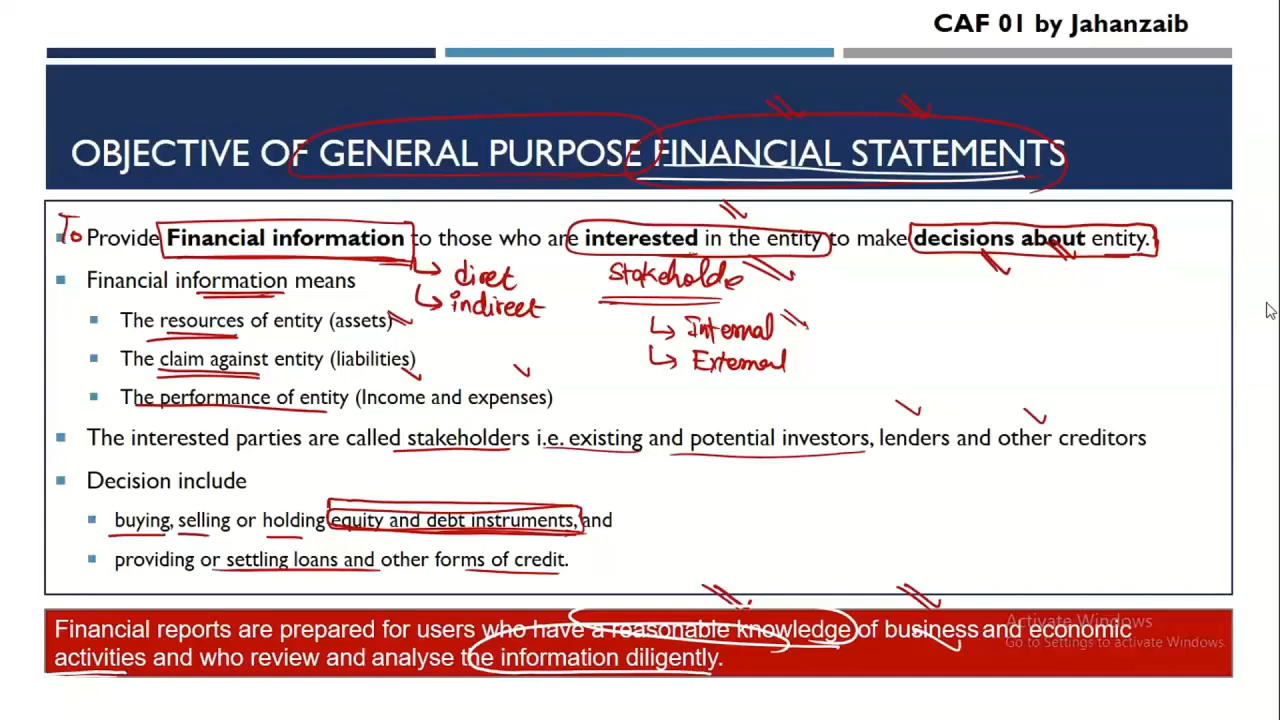 CAF 01 by Jahanzaib
OBJECTIVE OF GENERAL PURPOSE FINANCIAL STATEMENTS
To Provide Financial information to those who are interested in the entity to make decisions about entity.
diret
indirect
Stakeholde
Internal
External
Financial information means
The resources of entity (assets)
The claim against entity (liabilities)
The performance of entity (Income and expenses)
The interested parties are called stakeholders i.e. existing and potential investors, lenders and other creditors
Decision include
buying, selling or holding equity and debt instruments, and
providing or settling loans and other forms of credit.
Financial reports are prepared for users who have a reasonable knowledge of business and economic
activities and who review and analyse the information diligently.
Activate Windows
Go to Settings to activate Windows.